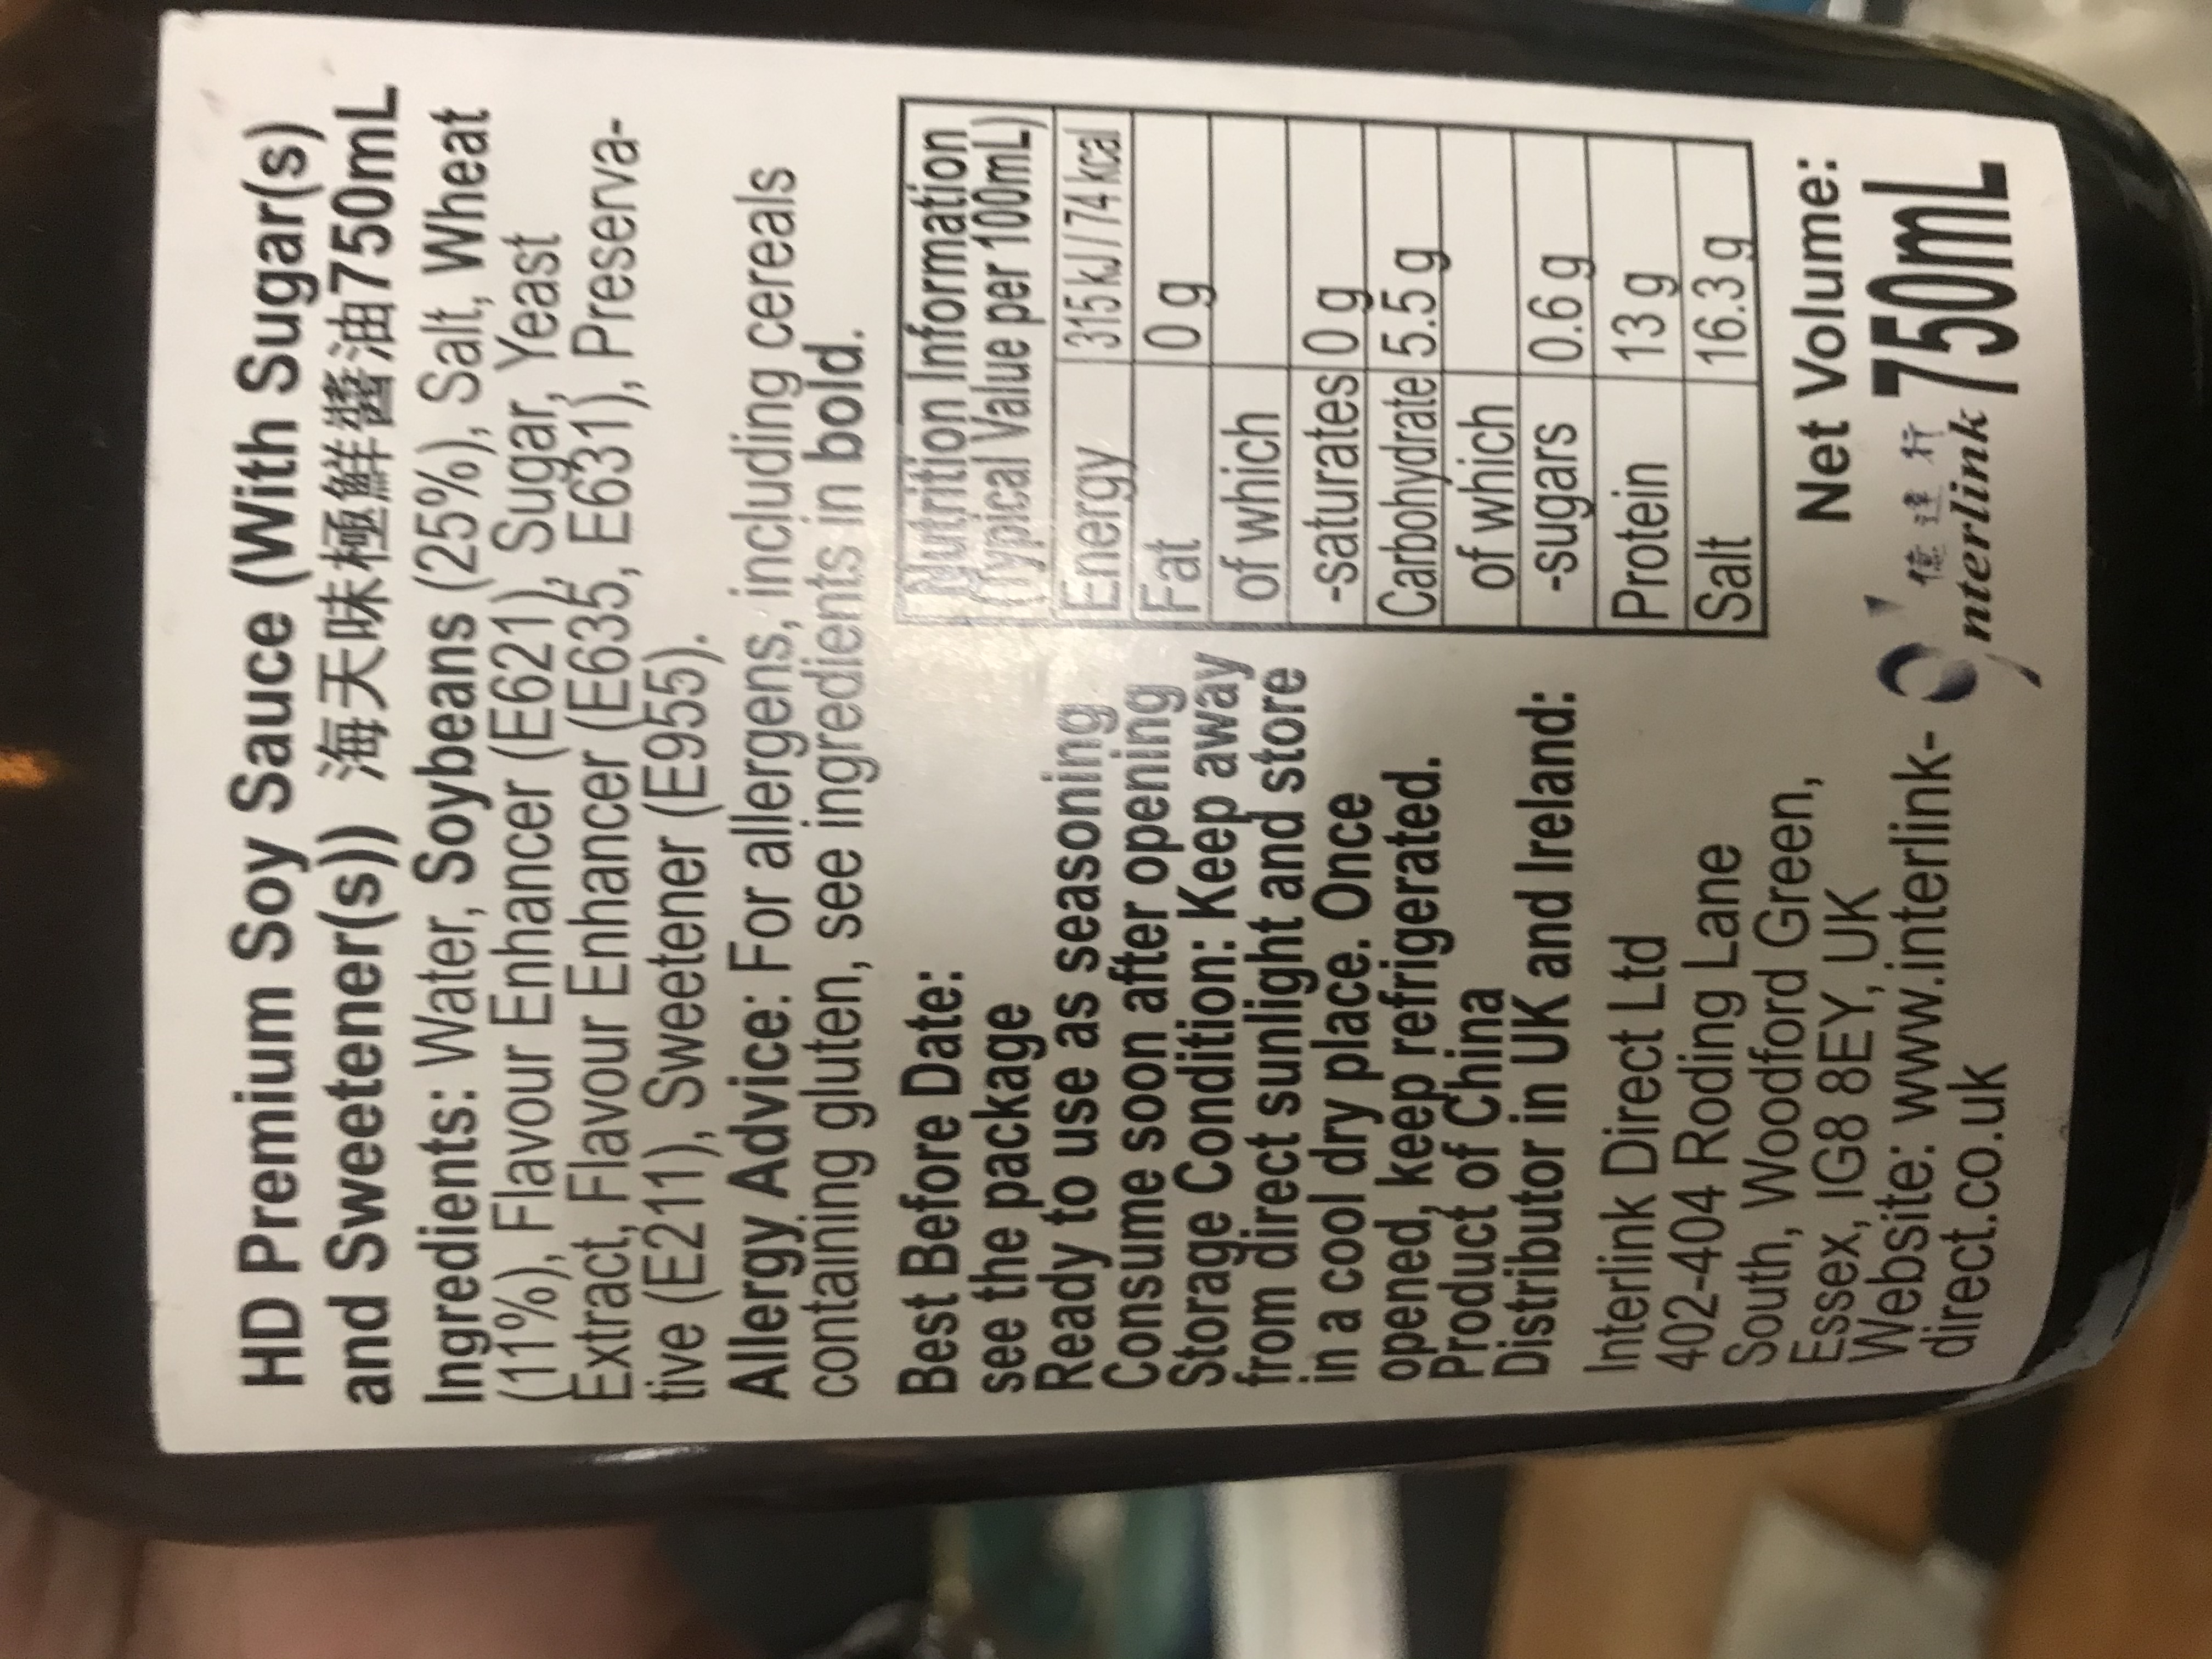 HD Premium Soy Sauce (With Sugar(s)
and Sweetener(s)) 海天味極鮮醬油750mL
Ingredients: Water, Soybeans (25%), Salt, Wheat
(11%), Flavour Enhancer (E621), Sugar, Yeast
Extract, Flavour Enhancer (E635, E631), Preserva-
tive (E211), Sweetener (E955).
Allergy Advice: For allergens, including cereals
containing gluten, see ingredients in bold.
Best Before Date:
see the package
Ready to use as seasoning
Consume soon after opening
Storage Condition: Keep away
from direct sunlight and store
in a cool dry place. Once
opened, keep refrigerated.
Product of China
Distributor in UK and Ireland:
Interlink Direct Ltd
402-404 Roding Lane
South, Woodford Green,
Essex, IG8 8EY, UK
Website: www.interlink-
direct.co.uk
Nutrition Information
(Typical Value per 100mL)
Energy 315 kJ / 74 kcal
Fat 0 g
of which
-saturates 0 g
Carbohydrate 5.5 g
of which
-sugars 0.6 g
Protein 13 g
Salt 16.3 g
Net Volume:
750mL
億達行
Interlink